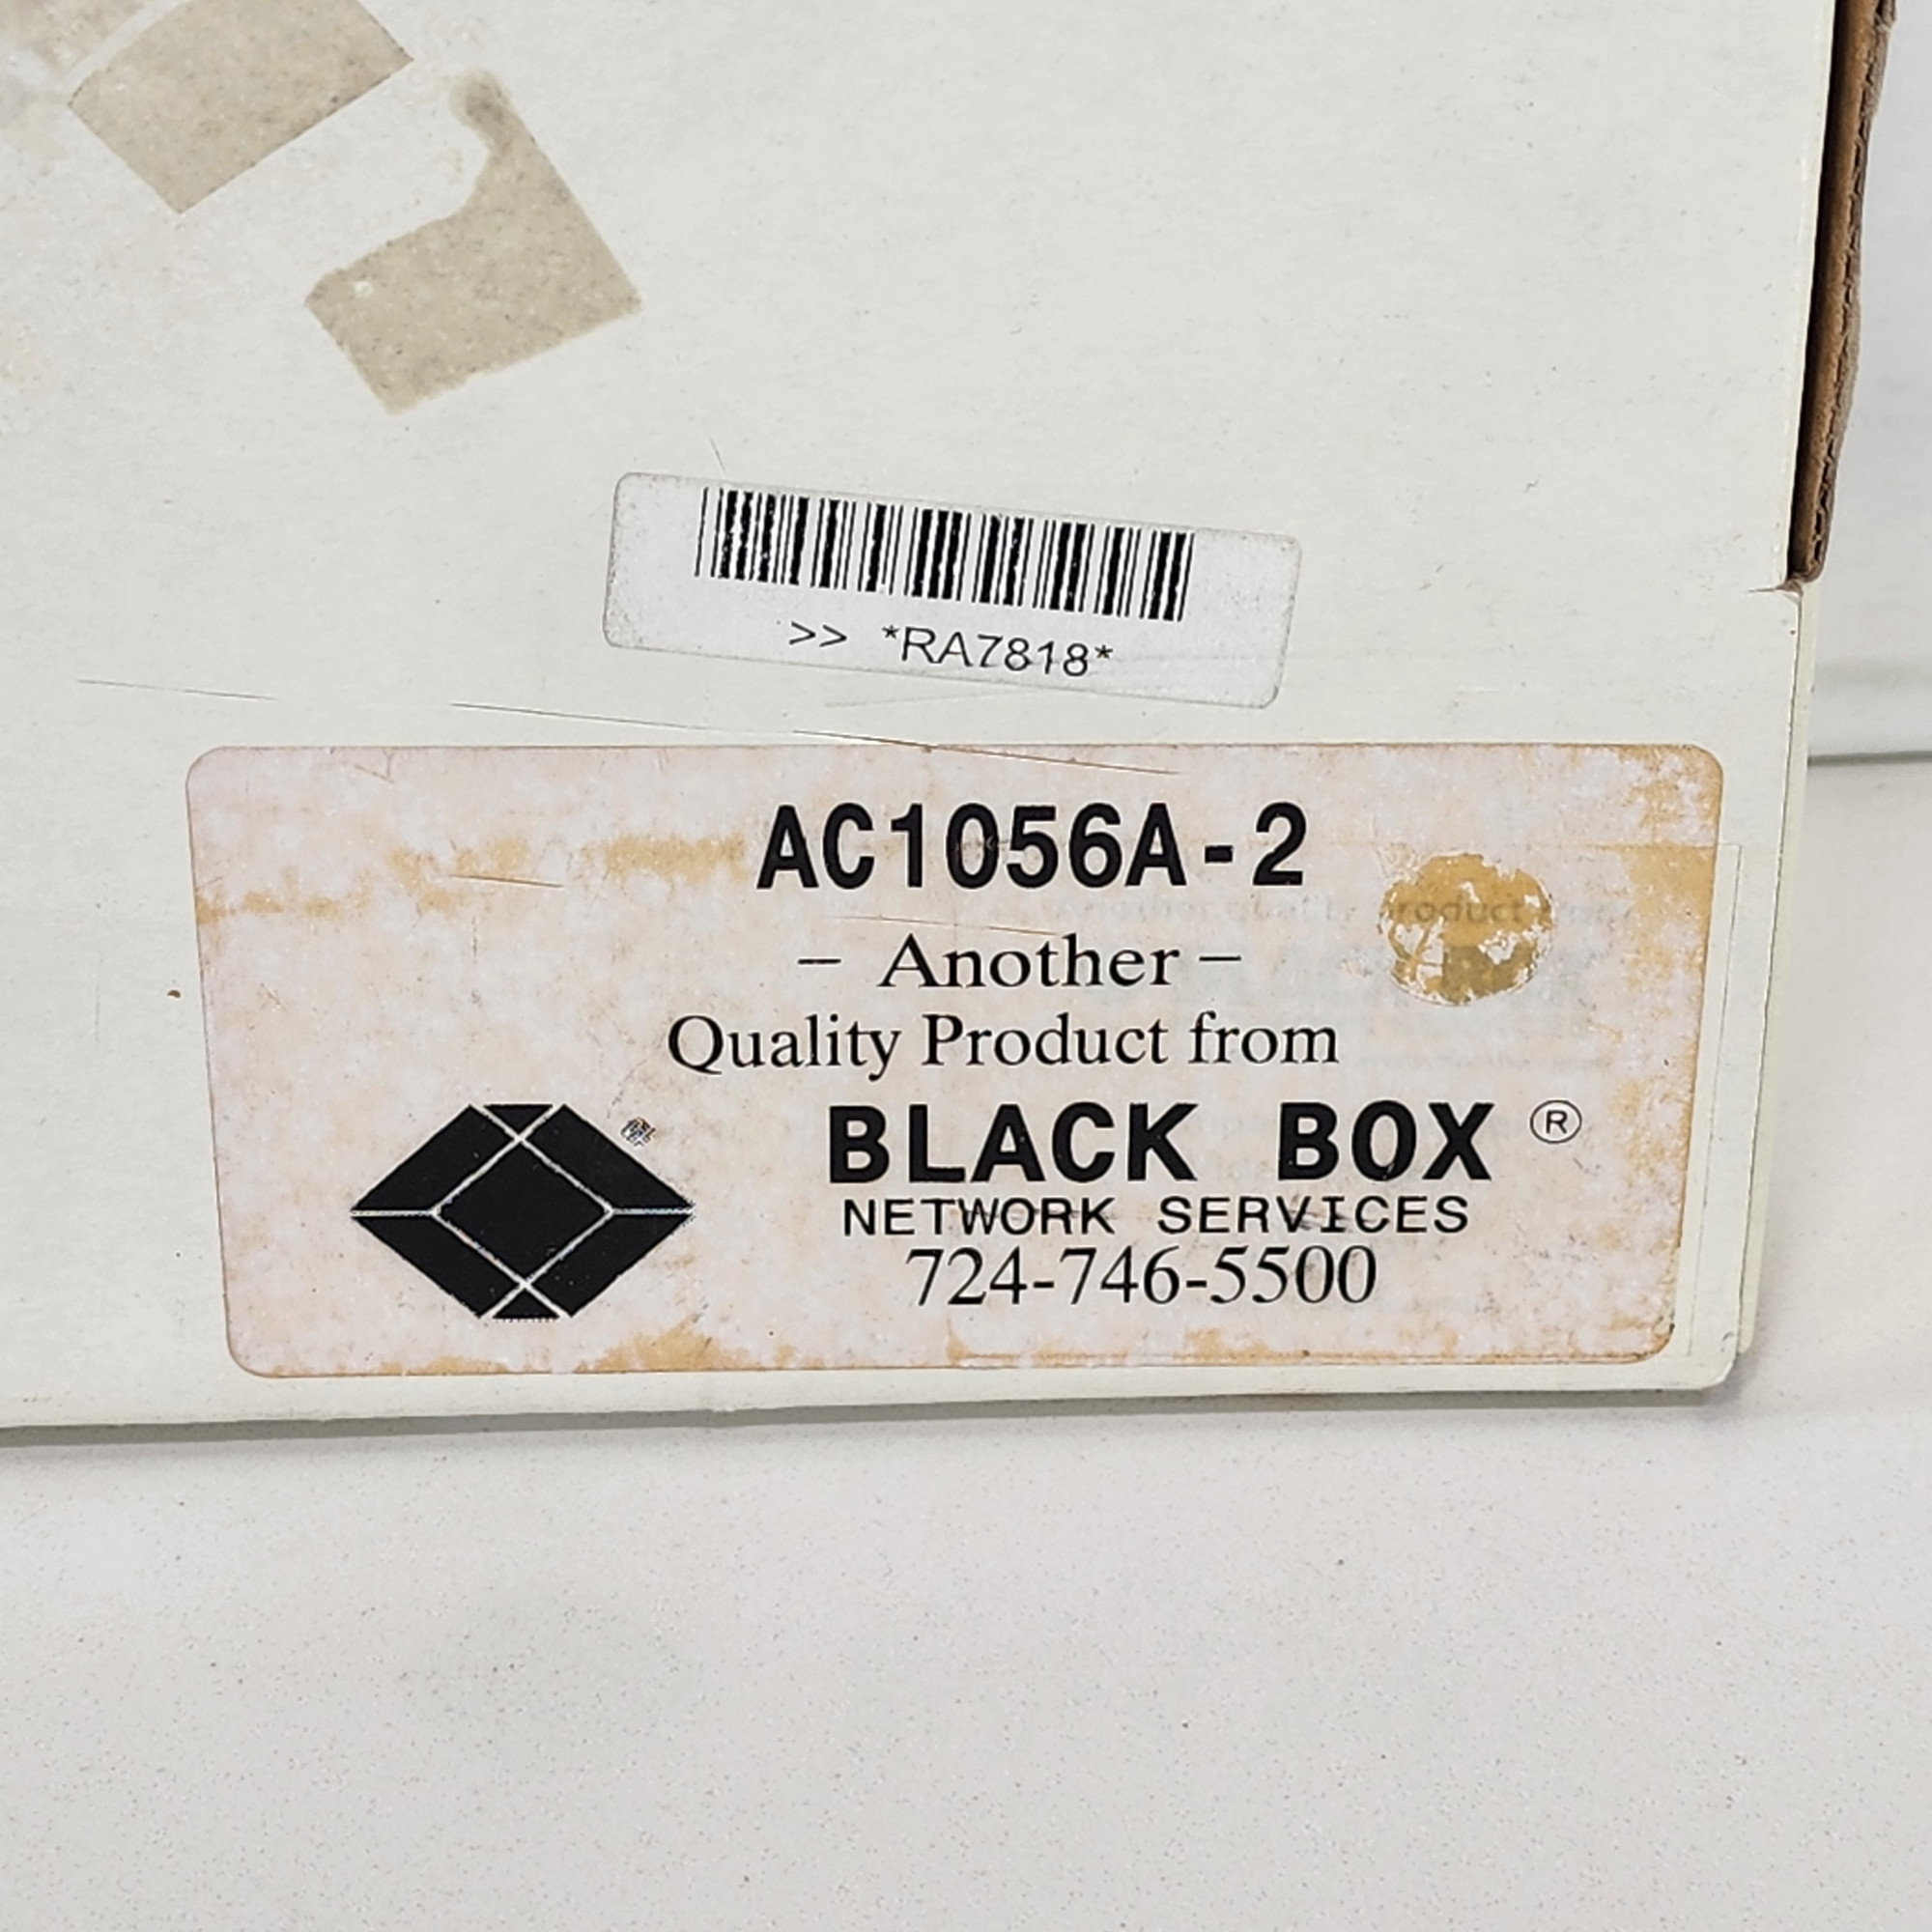 >> *RA7818*
AC1056A-2
– Another –
Quality Product from
BLACK BOX ®
NETWORK SERVICES
724-746-5500